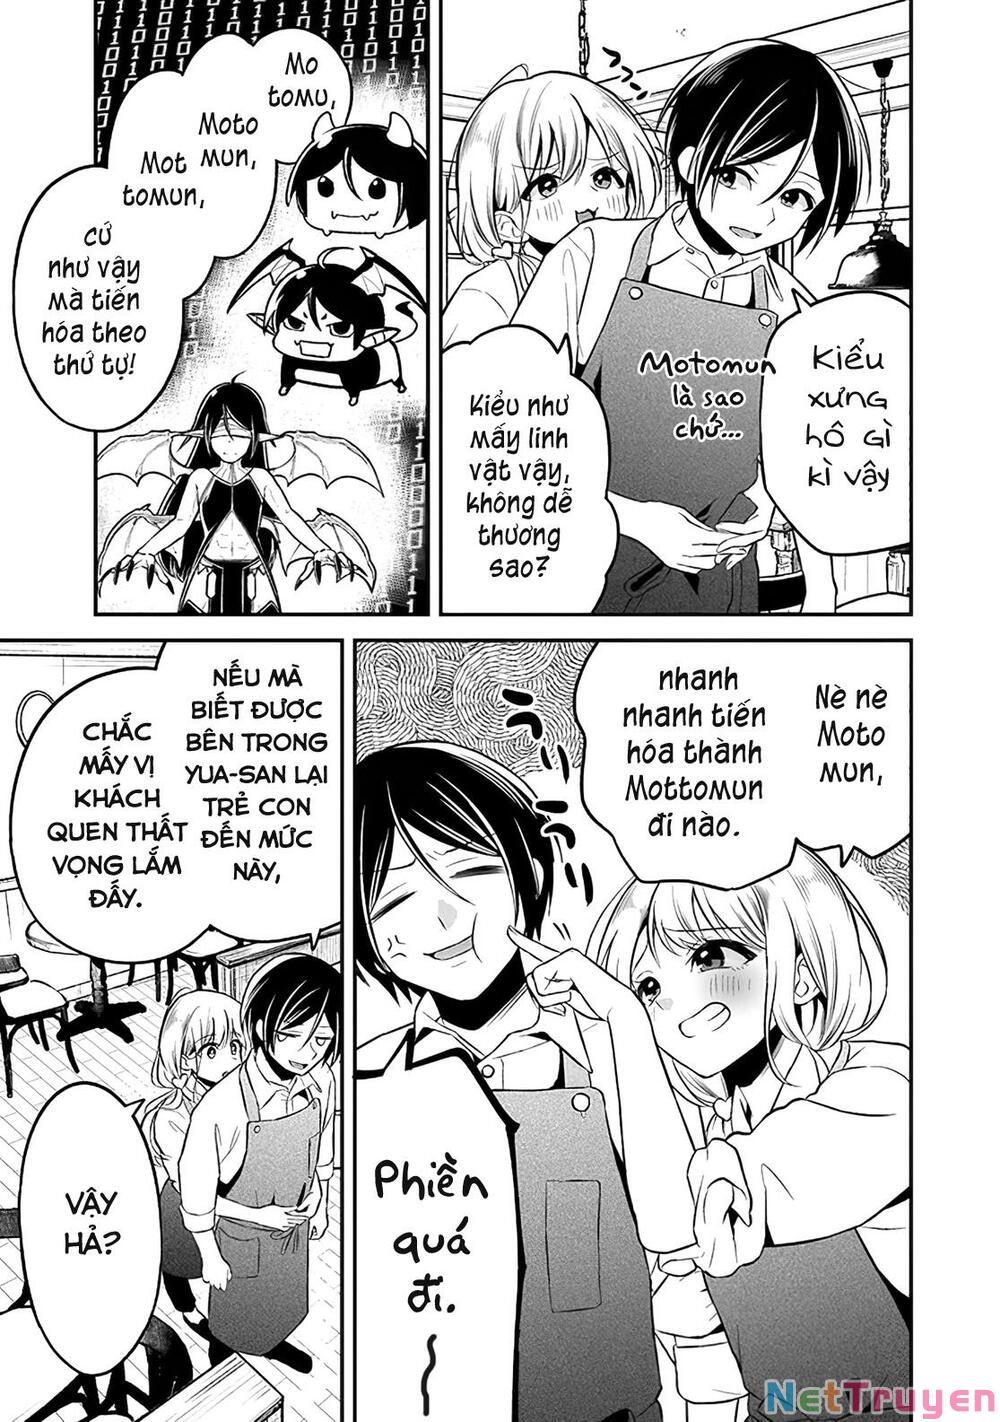 Kiểu
xưng
hô gì
kì vậy
Motomun
là sao
chứ...
Kiểu như
mấy linh
vật vậy,
không dễ
thương
sao?
Mo
tomu,
Moto
mun,
Mot
tomun,
cứ
như vậy
mà tiến
hóa theo
thứ tự!
Nè nè
Moto
mun,
nhanh
nhanh tiến
hóa thành
Mottomun
đi nào.
Phiền
quá
đi.
NẾU MÀ
BIẾT ĐƯỢC
BÊN TRONG
YUA-SAN LẠI
TRẺ CON
ĐẾN MỨC
NÀY,
CHẮC
MẤY VỊ
KHÁCH
QUEN THẤT
VỌNG LẮM
ĐẤY.
VẬY
HẢ?
NetTruyen